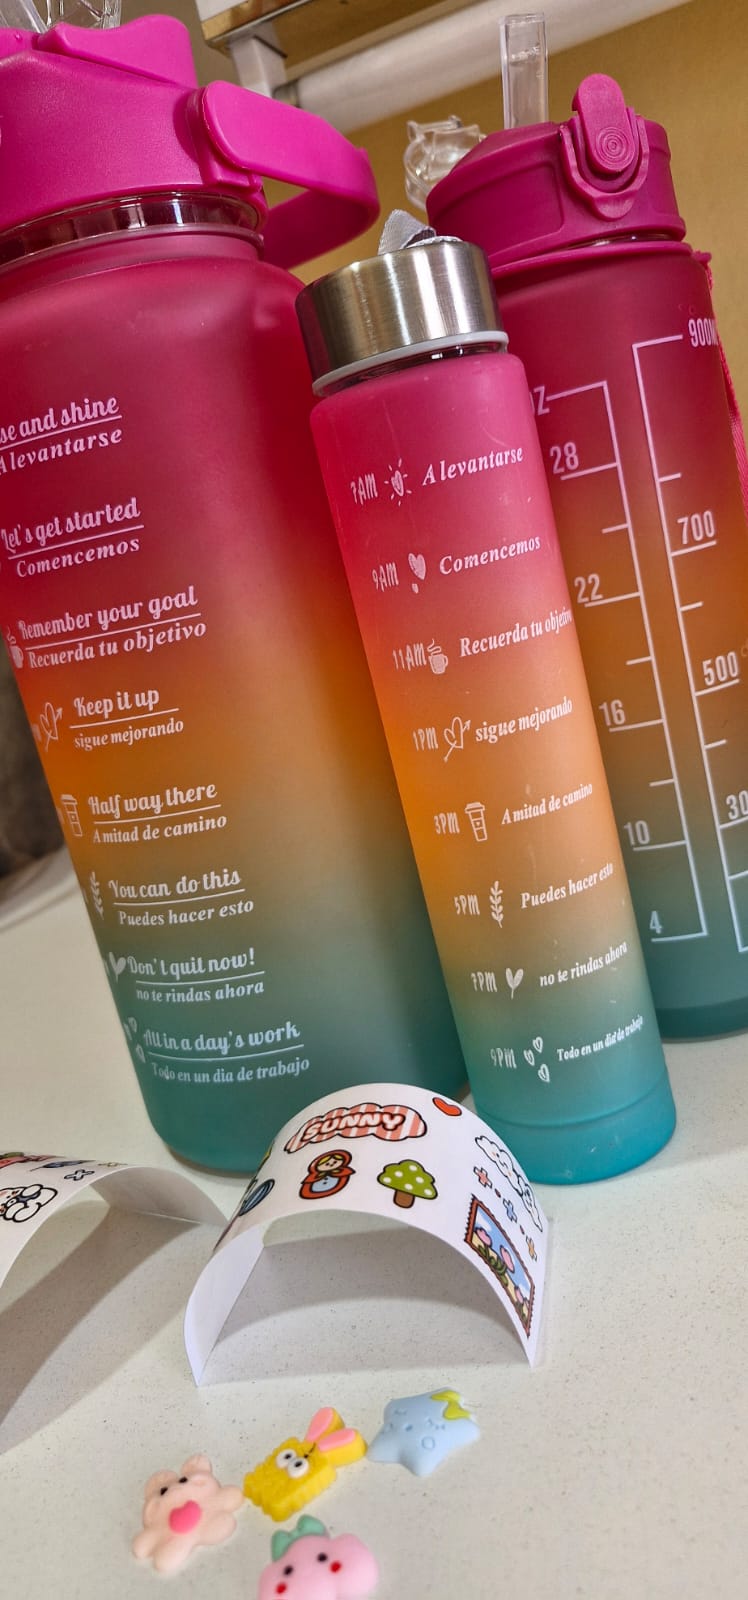 and shine
A levantarse
Let's get started
Comencemos
Remember your goal
Recuerda tu objetivo
Keep it up
sigue mejorando
Half way there
Amitad de camino
You can do this
Puedes hacer esto
Don't quit now!
no te rindas ahora
All in a day's work
Todo en un dia de trabajo
7AM A levantarse
9AM Comencemos
11AM Recuerda tu objetivo
1PM sigue mejorando
3PM Amitad de camino
5PM Puedes hacer esto
7PM no te rindas ahora
9PM Todo en un dia de trabajo
28
22
16
10
4
900M
700
500
30
SUNNY